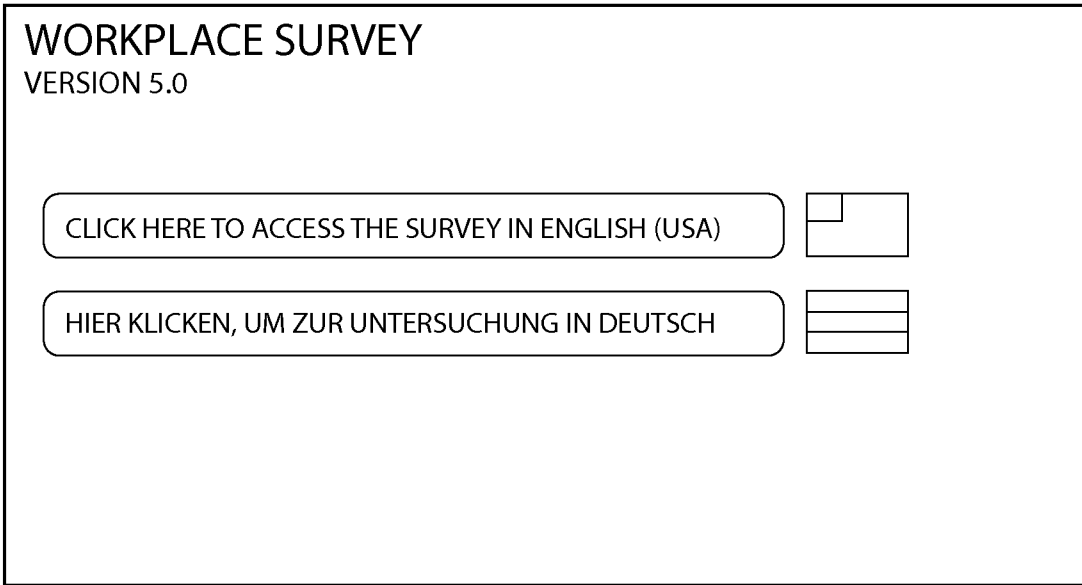 WORKPLACE SURVEY
VERSION 5.0
CLICK HERE TO ACCESS THE SURVEY IN ENGLISH (USA)
HIER KLICKEN, UM ZUR UNTERSUCHUNG IN DEUTSCH